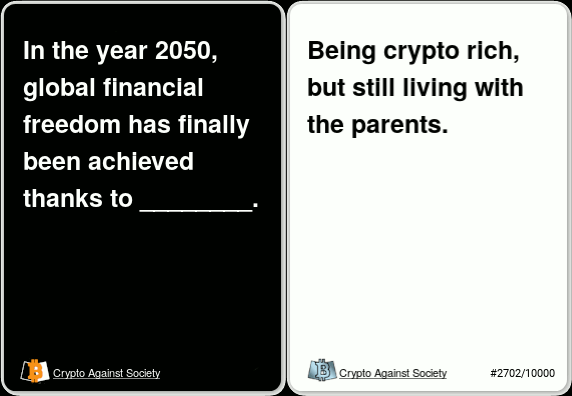 In the year 2050,
global financial
freedom has finally
been achieved
thanks to ________.
Crypto Against Society
Being crypto rich,
but still living with
the parents.
Crypto Against Society
#2702/10000